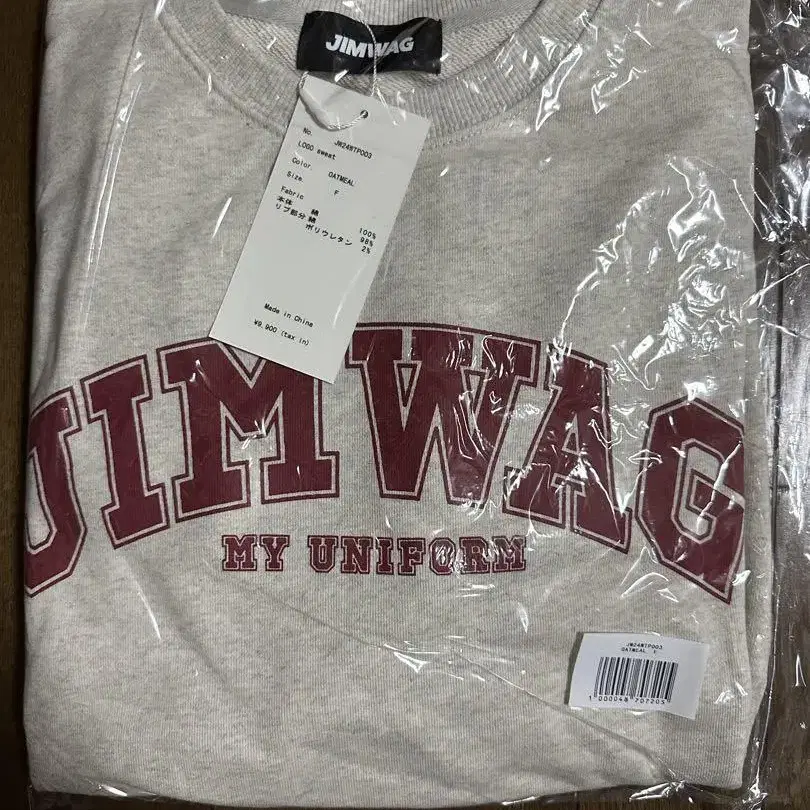 JIMWAG
No. JW24WTP003
LOGO sweat
Color. OATMEAL
Size. F
Fabric
本体 綿 100%
リブ部分 綿 98%
ポリウレタン 2%
Made in China
¥9,900 (tax in)
JIMWAG
MY UNIFORM
JW24WTP003
OATMEAL F
1000048707205